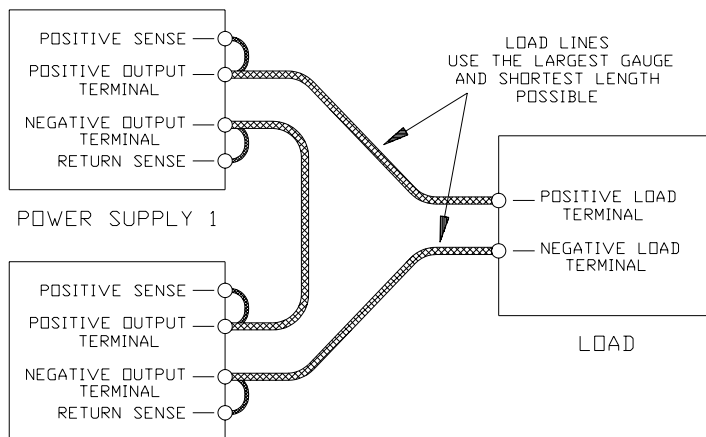 POSITIVE SENSE
POSITIVE OUTPUT
TERMINAL
NEGATIVE OUTPUT
TERMINAL
RETURN SENSE
POWER SUPPLY 1
LOAD LINES
USE THE LARGEST GAUGE
AND SHORTEST LENGTH
POSSIBLE
POSITIVE LOAD
TERMINAL
NEGATIVE LOAD
TERMINAL
LOAD
POSITIVE SENSE
POSITIVE OUTPUT
TERMINAL
NEGATIVE OUTPUT
TERMINAL
RETURN SENSE